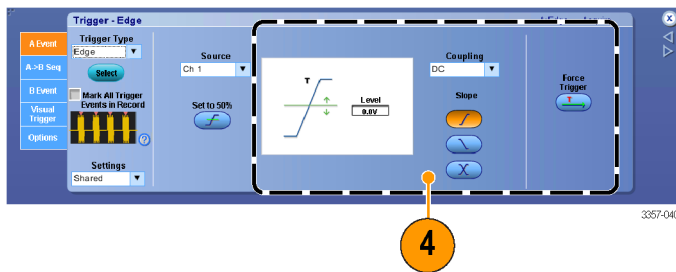 Trigger - Edge
A Event
A->B Seq
B Event
Visual
Trigger
Options
Trigger Type
Edge
Select
Mark All Trigger
Events in Record
Settings
Shared
Source
Ch 1
Set to 50%
T
Level
0.0V
Coupling
DC
Slope
Force
Trigger
T
X
4
3357-040